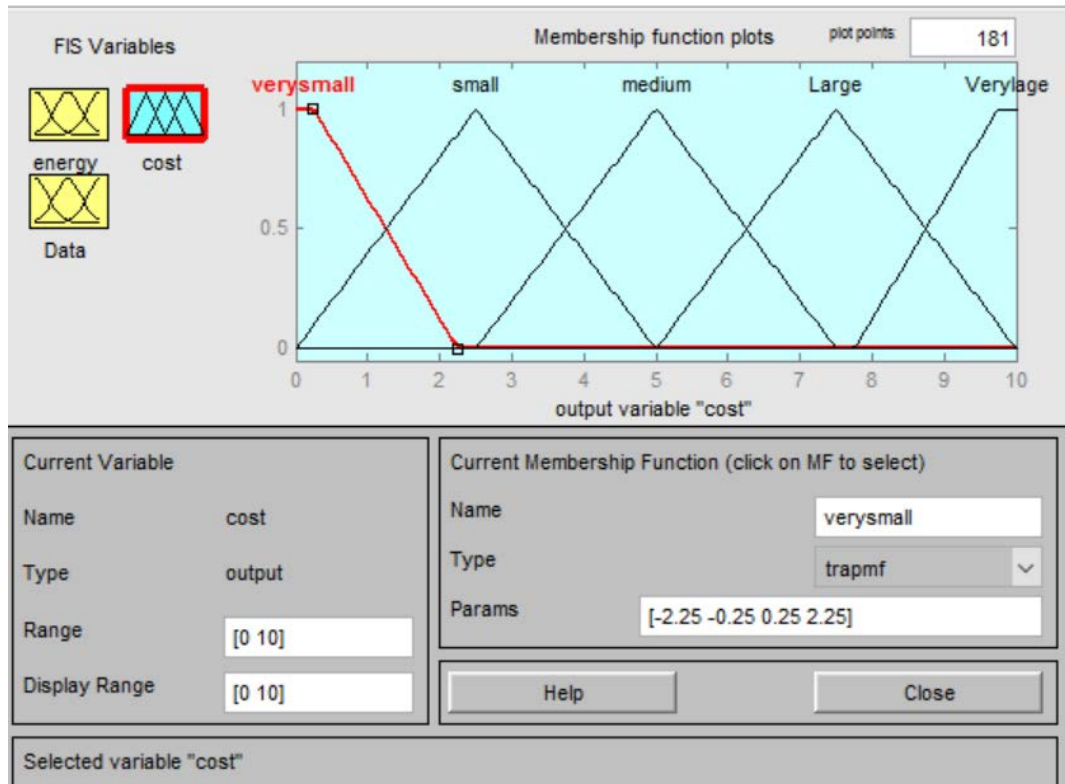 FIS Variables
Membership function plots
plot points:
181
energy
cost
Data
verysmall
small
medium
Large
Verylage
1
0.5
0
0 1 2 3 4 5 6 7 8 9 10
output variable "cost"
Current Variable
Name cost
Type output
Range [0 10]
Display Range [0 10]
Current Membership Function (click on MF to select)
Name verysmall
Type trapmf
Params [-2.25 -0.25 0.25 2.25]
Help Close
Selected variable "cost"